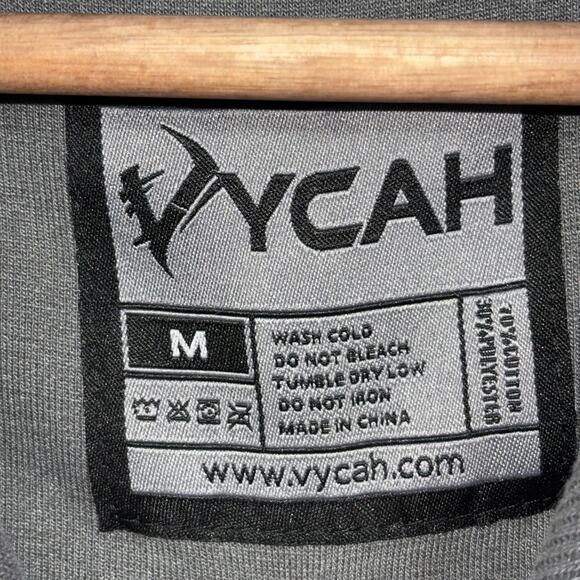 VYCAH
M
WASH COLD
DO NOT BLEACH
TUMBLE DRY LOW
DO NOT IRON
MADE IN CHINA
70% COTTON
30% POLYESTER
www.vycah.com